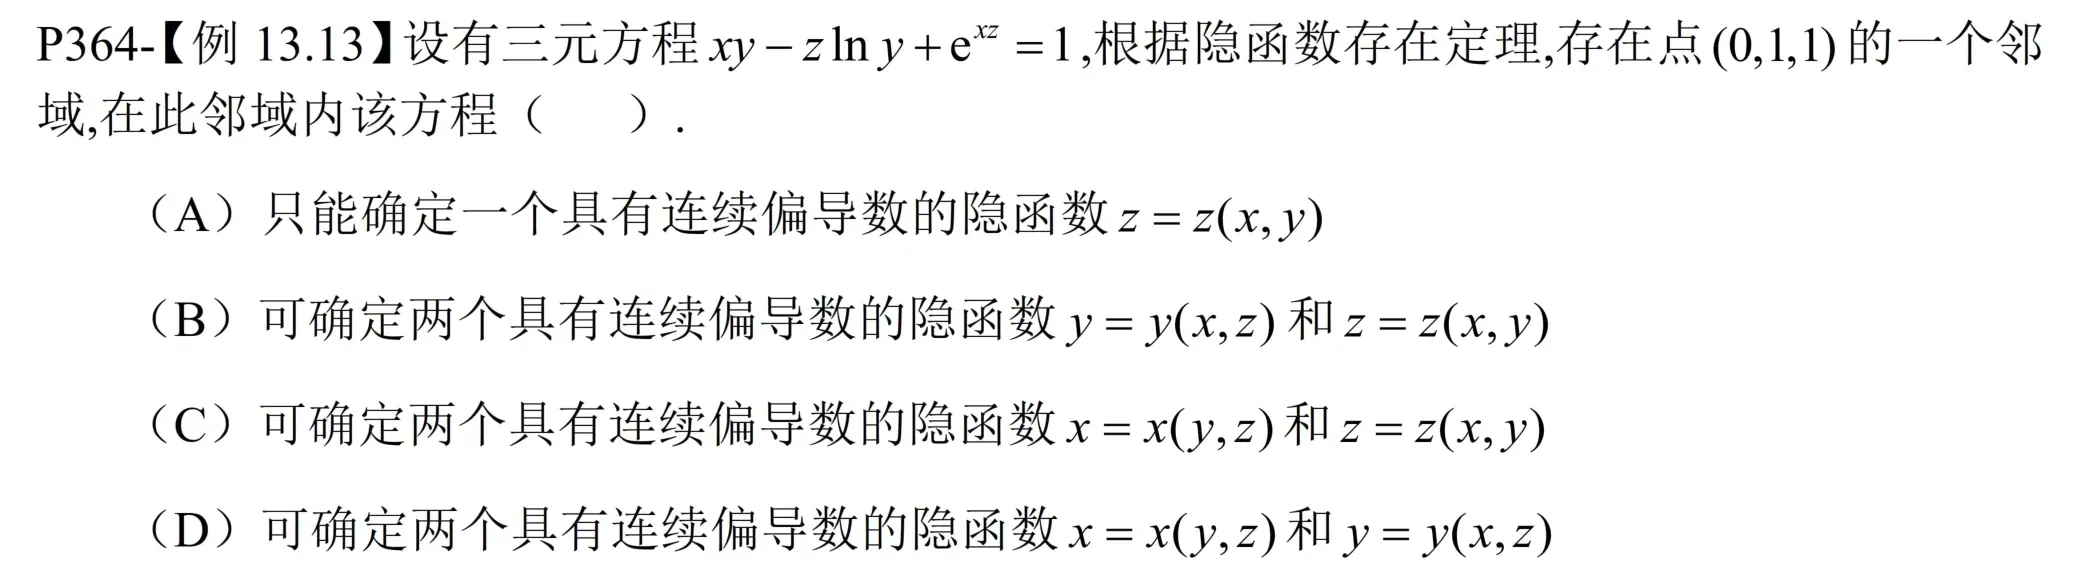 P364-【例 13.13】设有三元方程 xy − z ln y + e^{xz} = 1,根据隐函数存在定理,存在点(0,1,1)的一个邻
域,在此邻域内该方程（ ）.
（A）只能确定一个具有连续偏导数的隐函数 z = z(x, y)
（B）可确定两个具有连续偏导数的隐函数 y = y(x, z) 和 z = z(x, y)
（C）可确定两个具有连续偏导数的隐函数 x = x(y, z) 和 z = z(x, y)
（D）可确定两个具有连续偏导数的隐函数 x = x(y, z) 和 y = y(x, z)